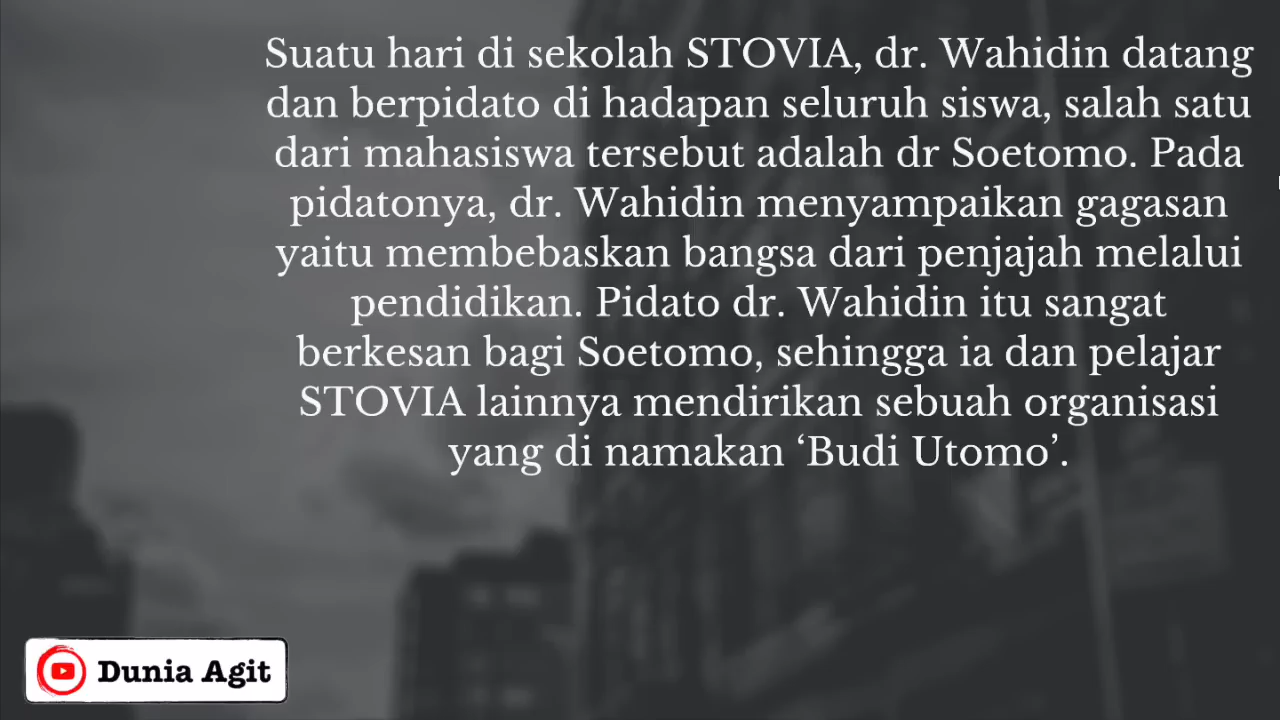 Suatu hari di sekolah STOVIA, dr. Wahidin datang
dan berpidato di hadapan seluruh siswa, salah satu
dari mahasiswa tersebut adalah dr Soetomo. Pada
pidatonya, dr. Wahidin menyampaikan gagasan
yaitu membebaskan bangsa dari penjajah melalui
pendidikan. Pidato dr. Wahidin itu sangat
berkesan bagi Soetomo, sehingga ia dan pelajar
STOVIA lainnya mendirikan sebuah organisasi
yang di namakan ‘Budi Utomo’.
Dunia Agit